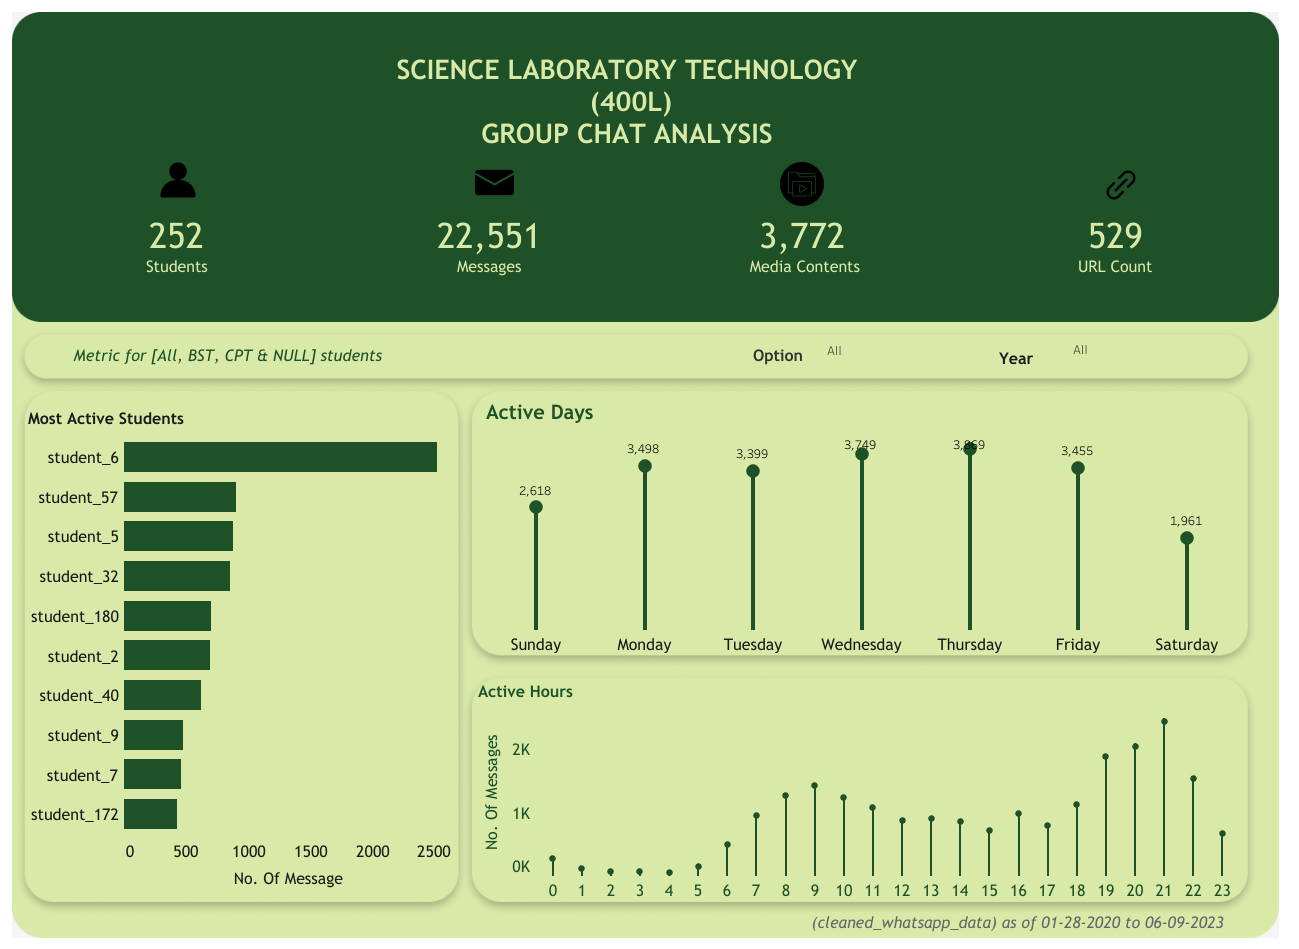 SCIENCE LABORATORY TECHNOLOGY
(400L)
GROUP CHAT ANALYSIS
252
Students
22,551
Messages
3,772
Media Contents
529
URL Count
Metric for [All, BST, CPT & NULL] students
Option All
Year All
Most Active Students
student_6
student_57
student_5
student_32
student_180
student_2
student_40
student_9
student_7
student_172
0 500 1000 1500 2000 2500
No. Of Message
Active Days
2,618 3,498 3,399 3,749 3,869 3,455 1,961
Sunday Monday Tuesday Wednesday Thursday Friday Saturday
Active Hours
No. Of Messages
2K
1K
0K
0 1 2 3 4 5 6 7 8 9 10 11 12 13 14 15 16 17 18 19 20 21 22 23
(cleaned_whatsapp_data) as of 01-28-2020 to 06-09-2023